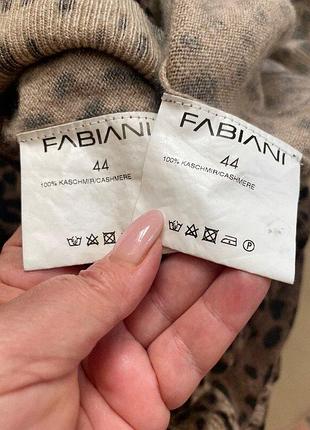 FABIANI
44
100% KASCHMIR/CASHMERE
FABIANI
44
100% KASCHMIR/CASHMERE
P